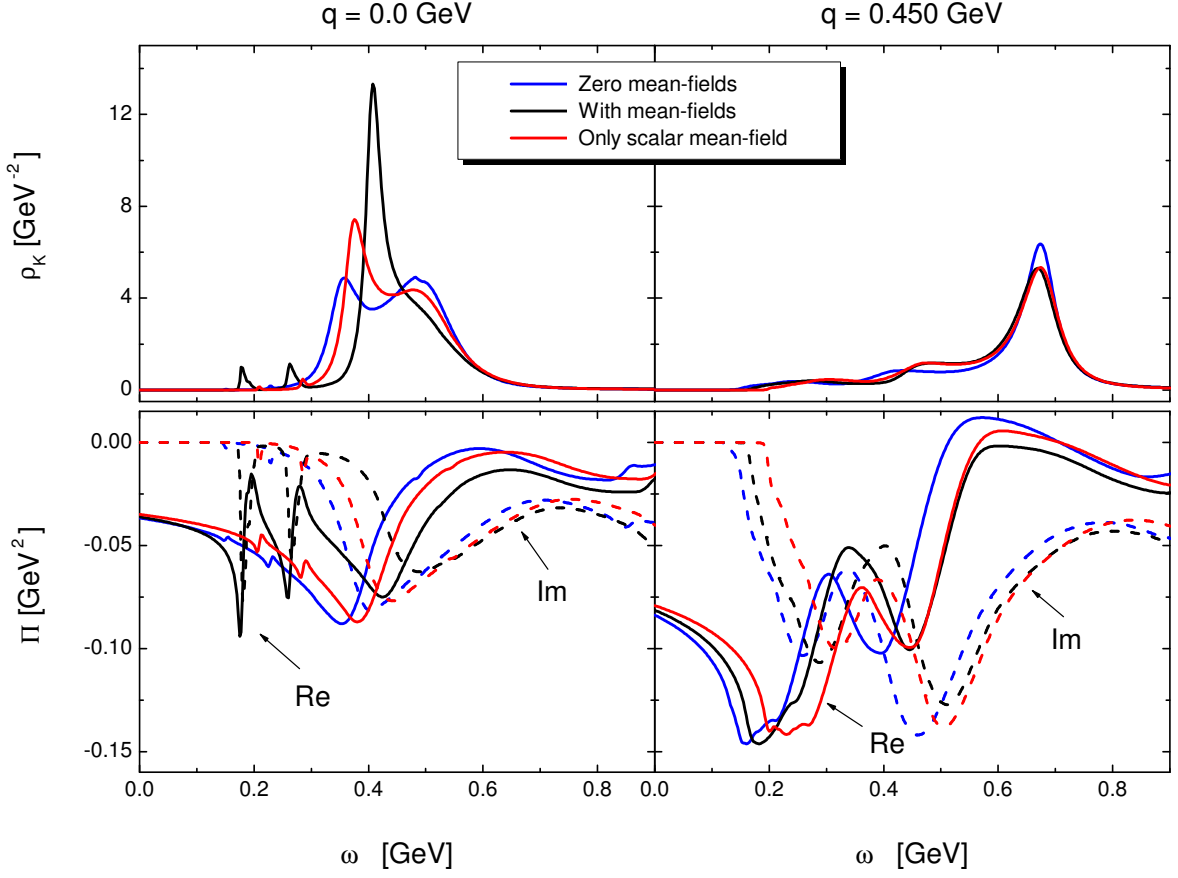 q = 0.0 GeV
q = 0.450 GeV
Zero mean-fields
With mean-fields
Only scalar mean-field
12
8
4
0
ρK [GeV-2]
0.00
-0.05
-0.10
-0.15
Π [GeV2]
Re
Im
Re
Im
0.0 0.2 0.4 0.6 0.8 0.0 0.2 0.4 0.6 0.8
ω [GeV]
ω [GeV]